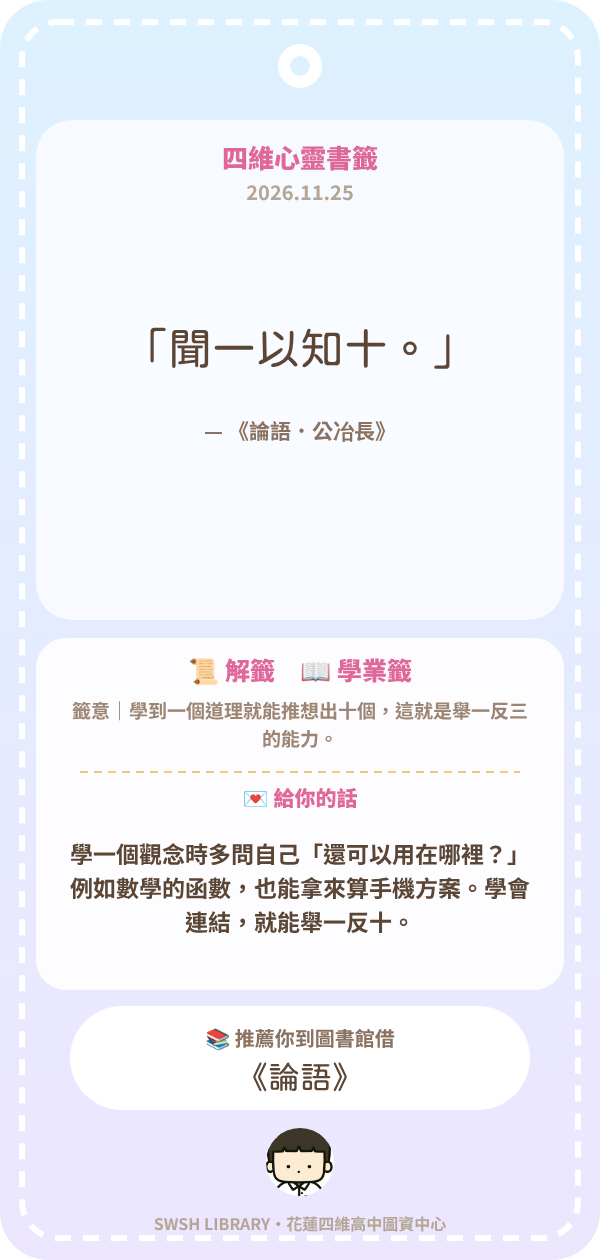 四維心靈書籤
2026.11.25
「聞一以知十。」
—《論語．公冶長》
📜 解籤 📖 學業籤
籤意｜學到一個道理就能推想出十個，這就是舉一反三
的能力。
💌 給你的話
學一個觀念時多問自己「還可以用在哪裡？」
例如數學的函數，也能拿來算手機方案。學會
連結，就能舉一反十。
📚 推薦你到圖書館借
《論語》
SWSH LIBRARY・花蓮四維高中圖資中心